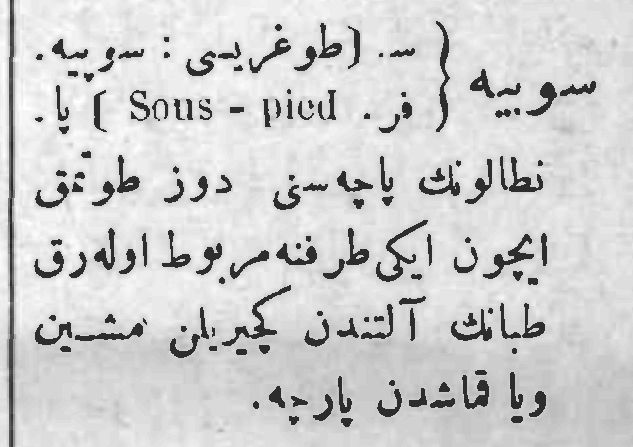 سوبیه } س. (طوغریسی : سوپیه.
فر. Sous - pied ) پا.
نطالونك پاچه‌سنی دوز طوتمق
ایچون ایکی طرفنه مربوط اوله‌رق
طبانك آلتندن کچیریلن مشین
ویا قماشدن پارچه.